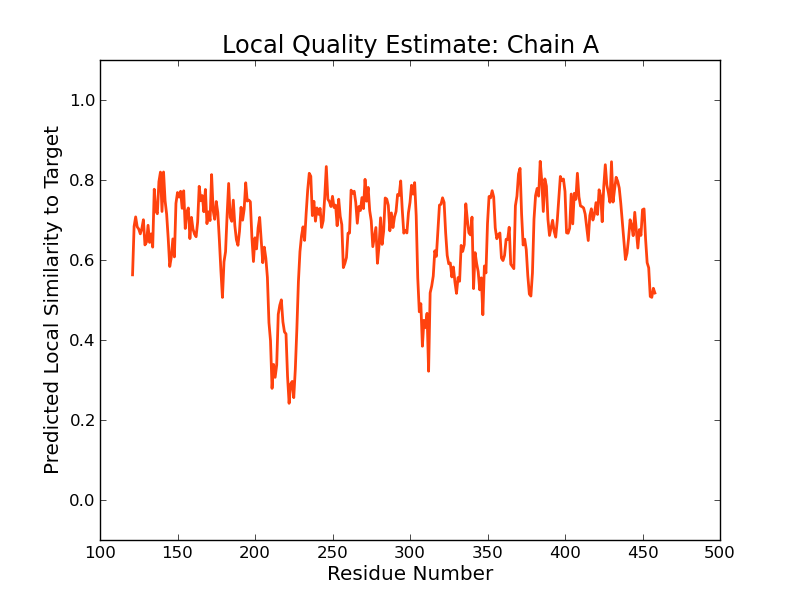 Local Quality Estimate: Chain A
Predicted Local Similarity to Target
1.0
0.8
0.6
0.4
0.2
0.0
100 150 200 250 300 350 400 450 500
Residue Number